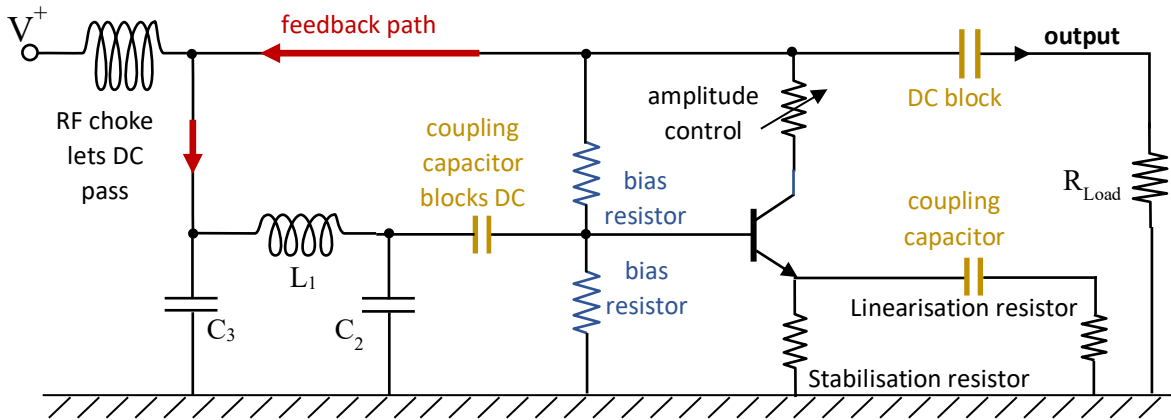 V+
feedback path
output
RF choke
lets DC
pass
coupling
capacitor
blocks DC
amplitude
control
DC block
bias
resistor
RLoad
coupling
capacitor
L1
bias
resistor
C3
C2
Linearisation resistor
Stabilisation resistor